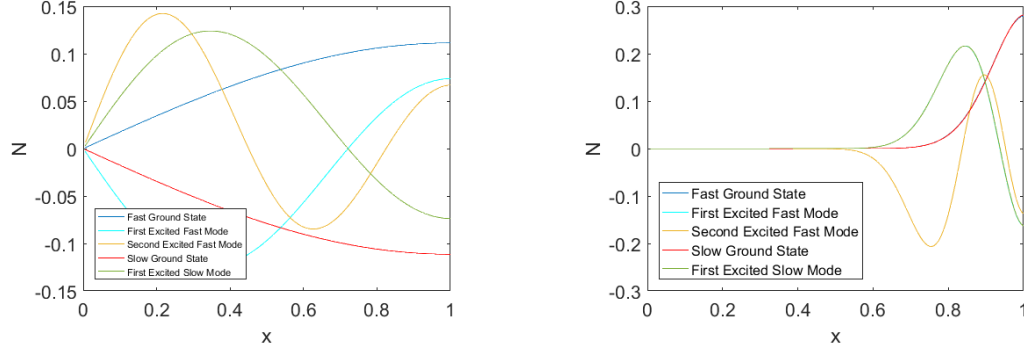 0.15
0.1
0.05
0
-0.05
-0.1
-0.15
N
Fast Ground State
First Excited Fast Mode
Second Excited Fast Mode
Slow Ground State
First Excited Slow Mode
0 0.2 0.4 0.6 0.8 1
x
0.3
0.2
0.1
0
-0.1
-0.2
-0.3
N
Fast Ground State
First Excited Fast Mode
Second Excited Fast Mode
Slow Ground State
First Excited Slow Mode
0 0.2 0.4 0.6 0.8 1
x